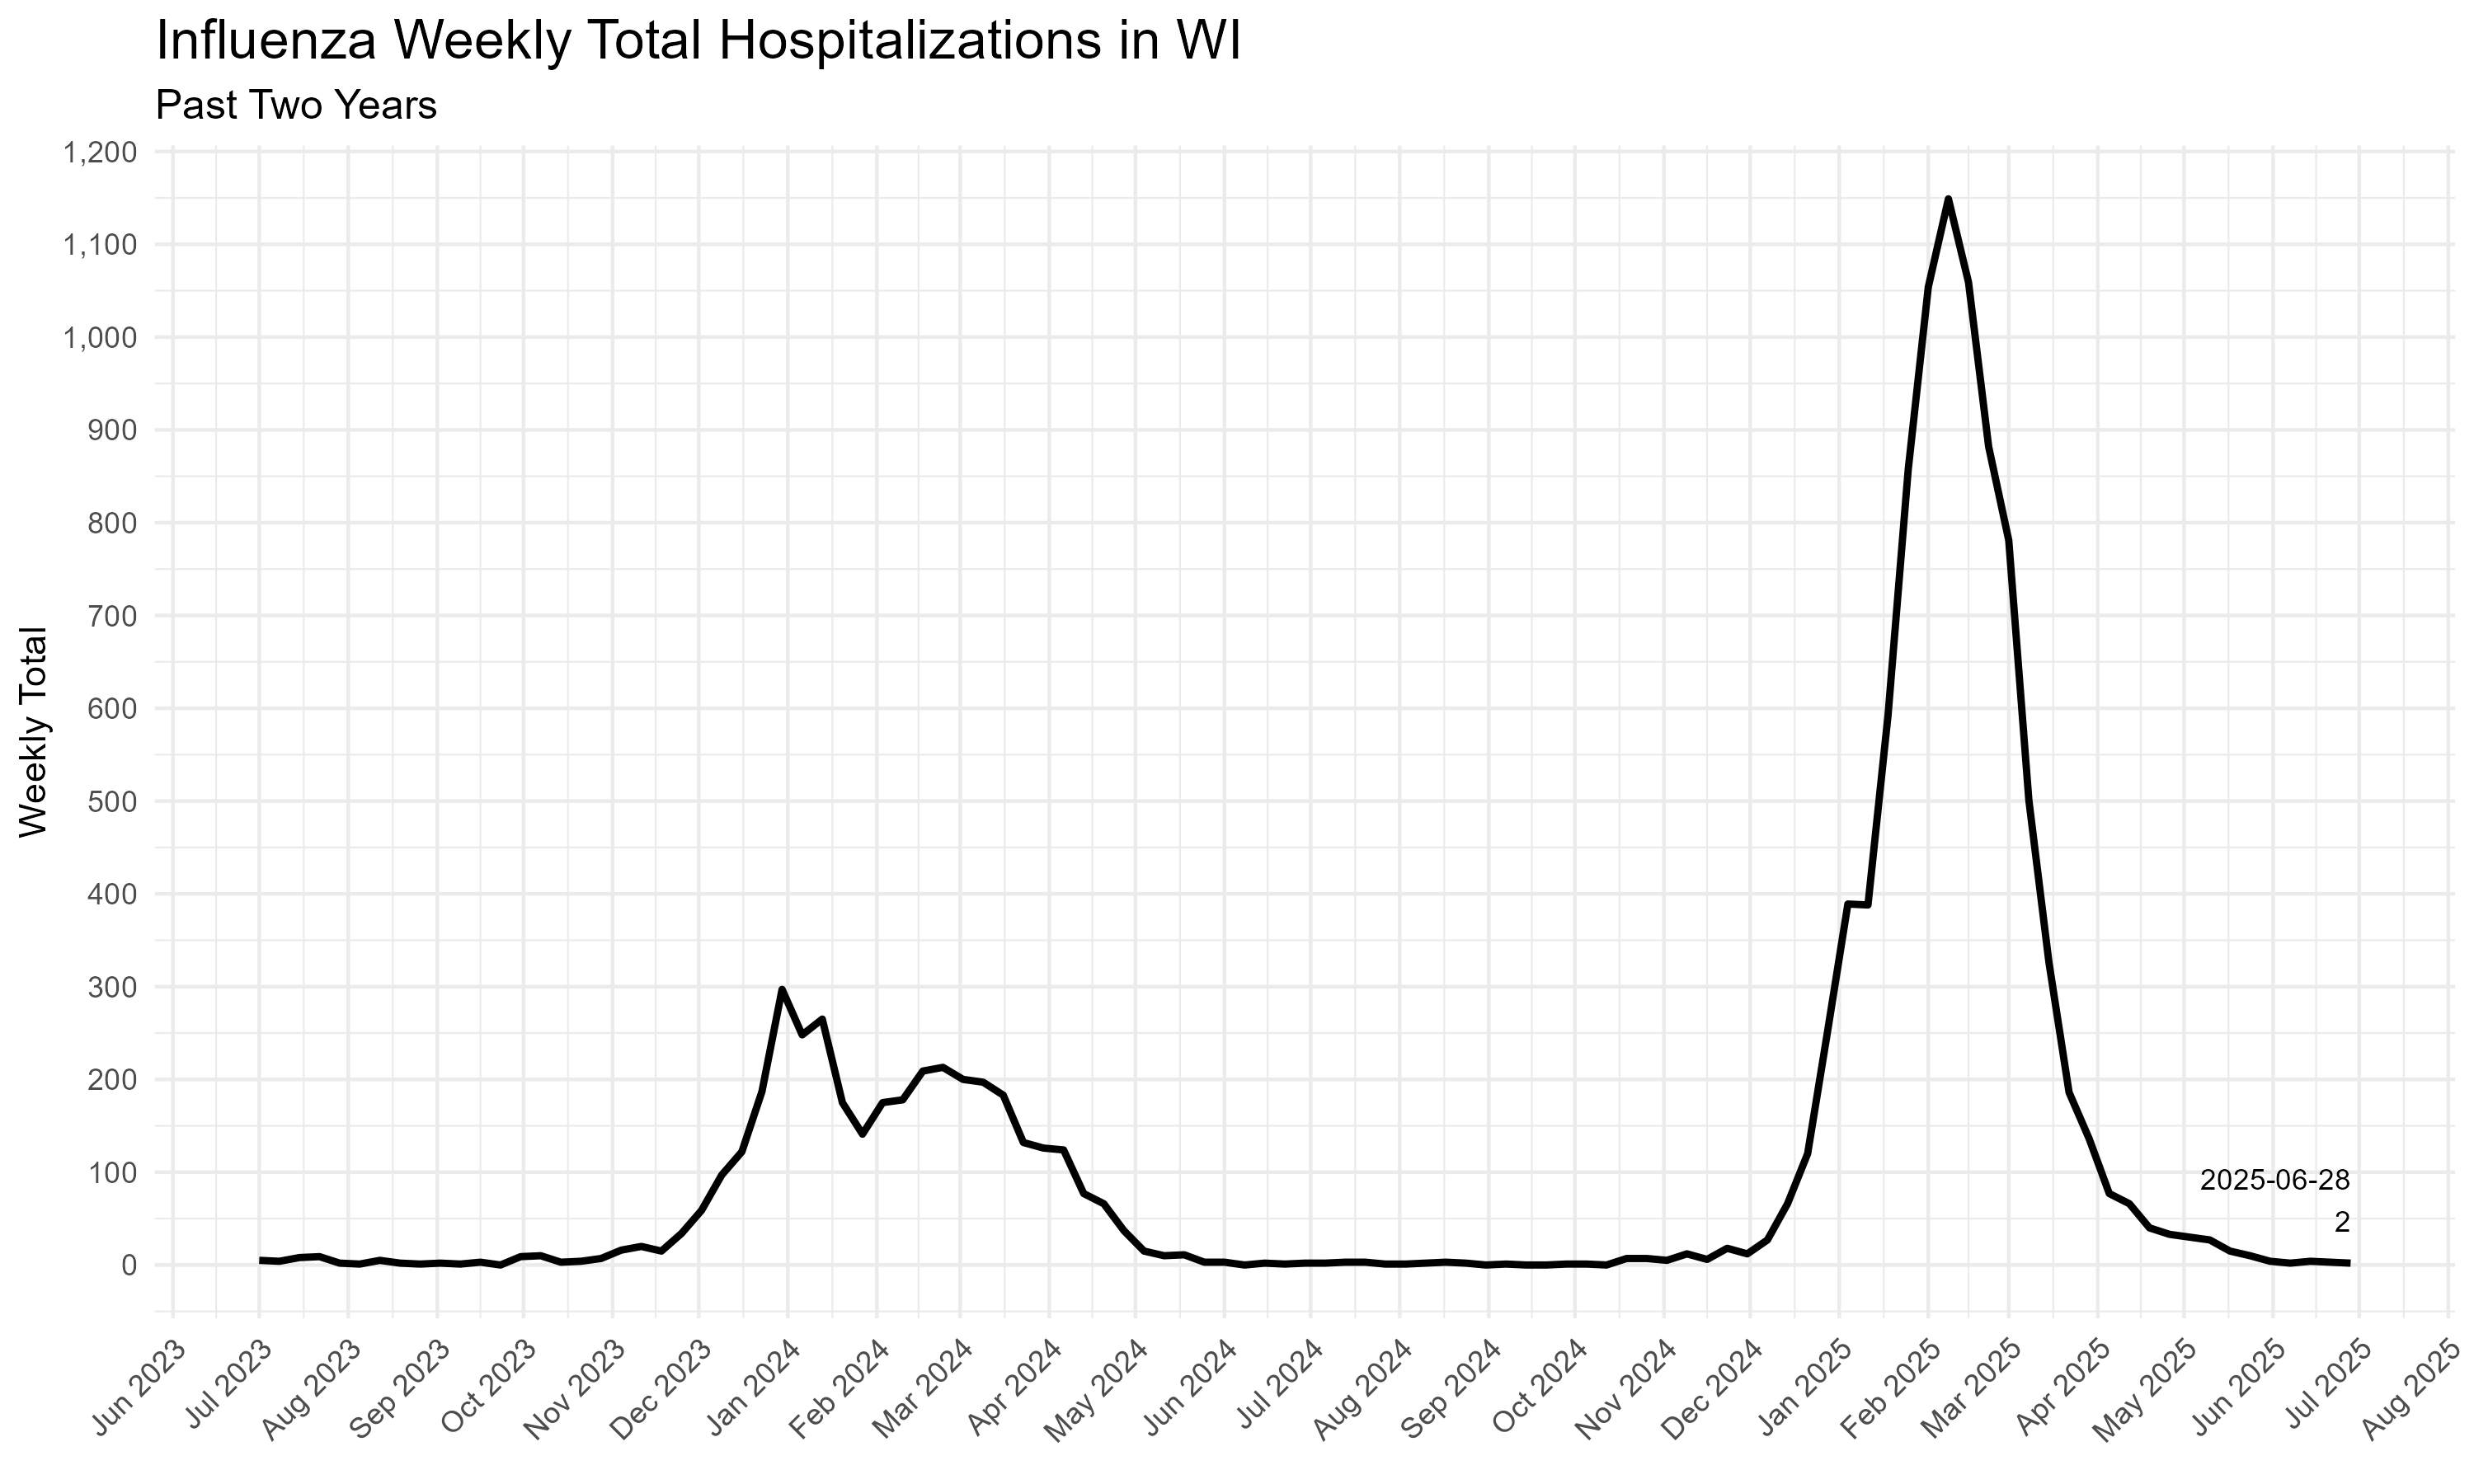 Influenza Weekly Total Hospitalizations in WI
Past Two Years
1,200
1,100
1,000
900
800
700
600
500
400
300
200
100
0
Weekly Total
2025-06-28
2
Jun 2023
Jul 2023
Aug 2023
Sep 2023
Oct 2023
Nov 2023
Dec 2023
Jan 2024
Feb 2024
Mar 2024
Apr 2024
May 2024
Jun 2024
Jul 2024
Aug 2024
Sep 2024
Oct 2024
Nov 2024
Dec 2024
Jan 2025
Feb 2025
Mar 2025
Apr 2025
May 2025
Jun 2025
Jul 2025
Aug 2025